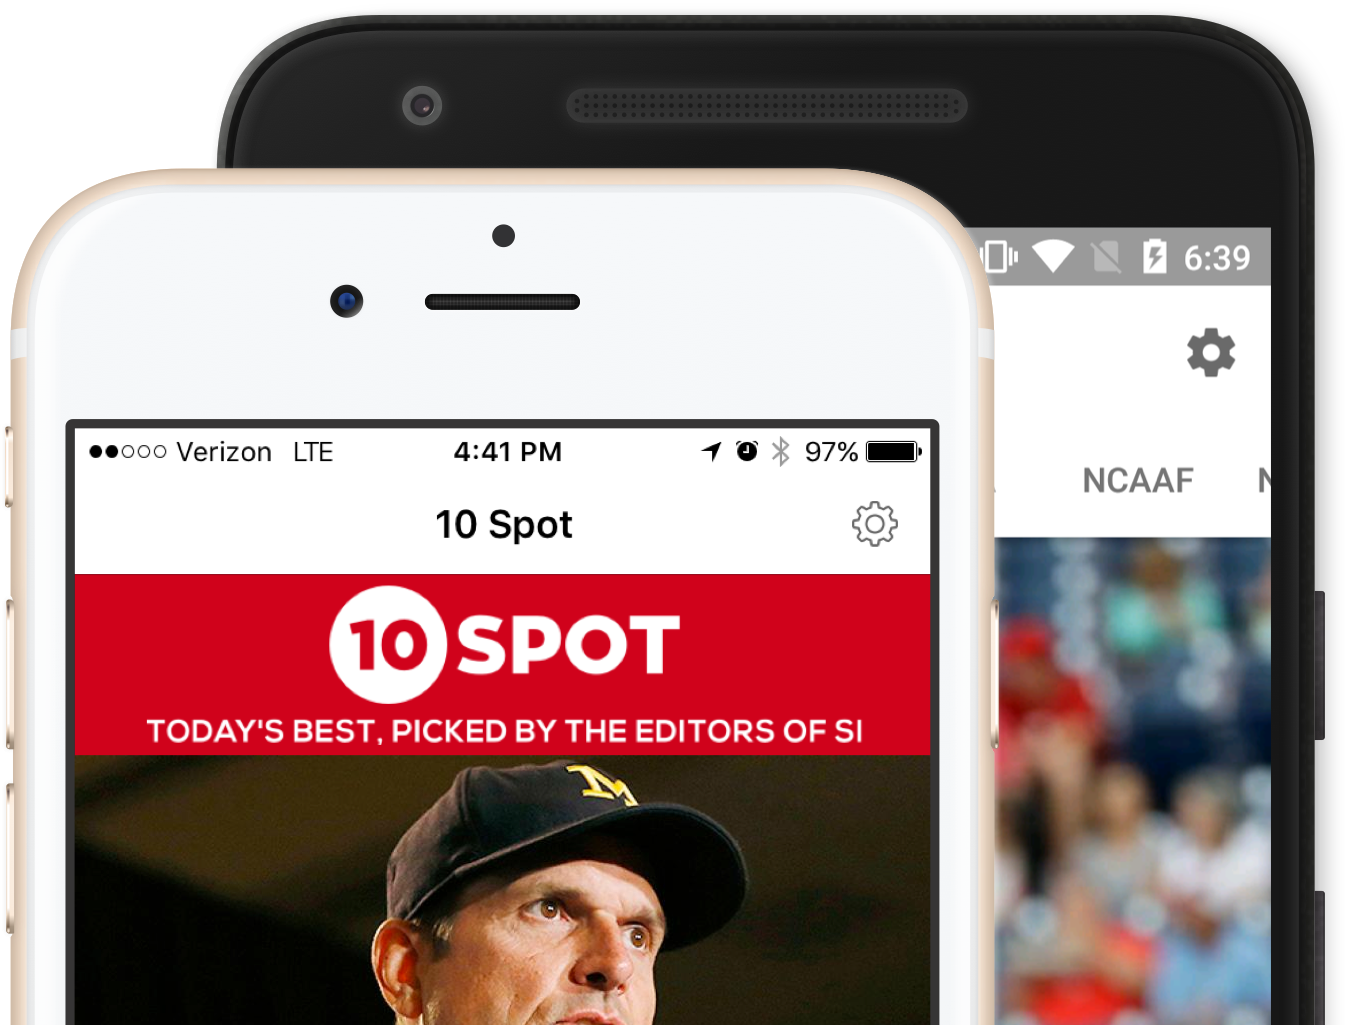 6:39
NCAAF
Verizon LTE 4:41 PM 97%
10 Spot
10 SPOT
TODAY'S BEST, PICKED BY THE EDITORS OF SI
M